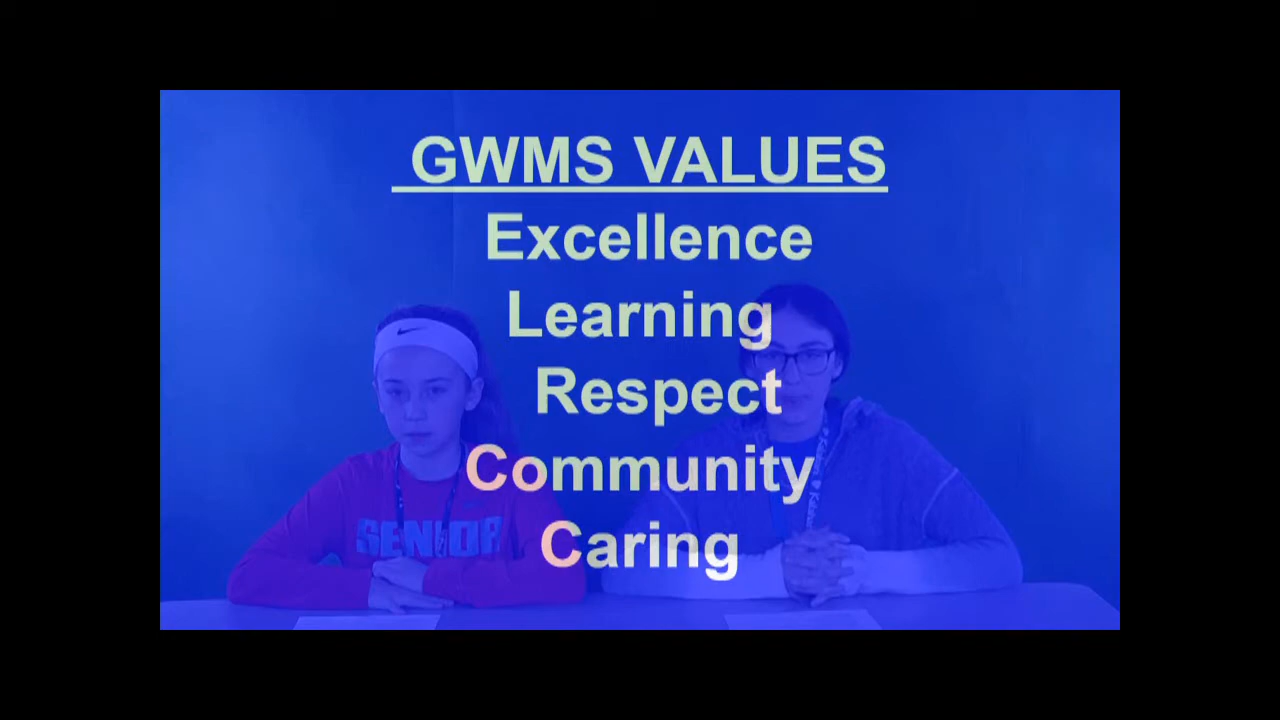 GWMS VALUES
Excellence
Learning
Respect
Community
Caring
SENIOR